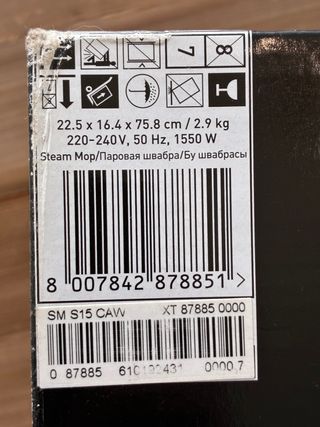 7
8
22.5 x 16.4 x 75.8 cm / 2.9 kg
220-240V, 50 Hz, 1550 W
Steam Mop/Паровая швабра/Бу швабрасы
8 007842 878851 >
SM S15 CAW XT 87885 0000
0 87885 0000 7